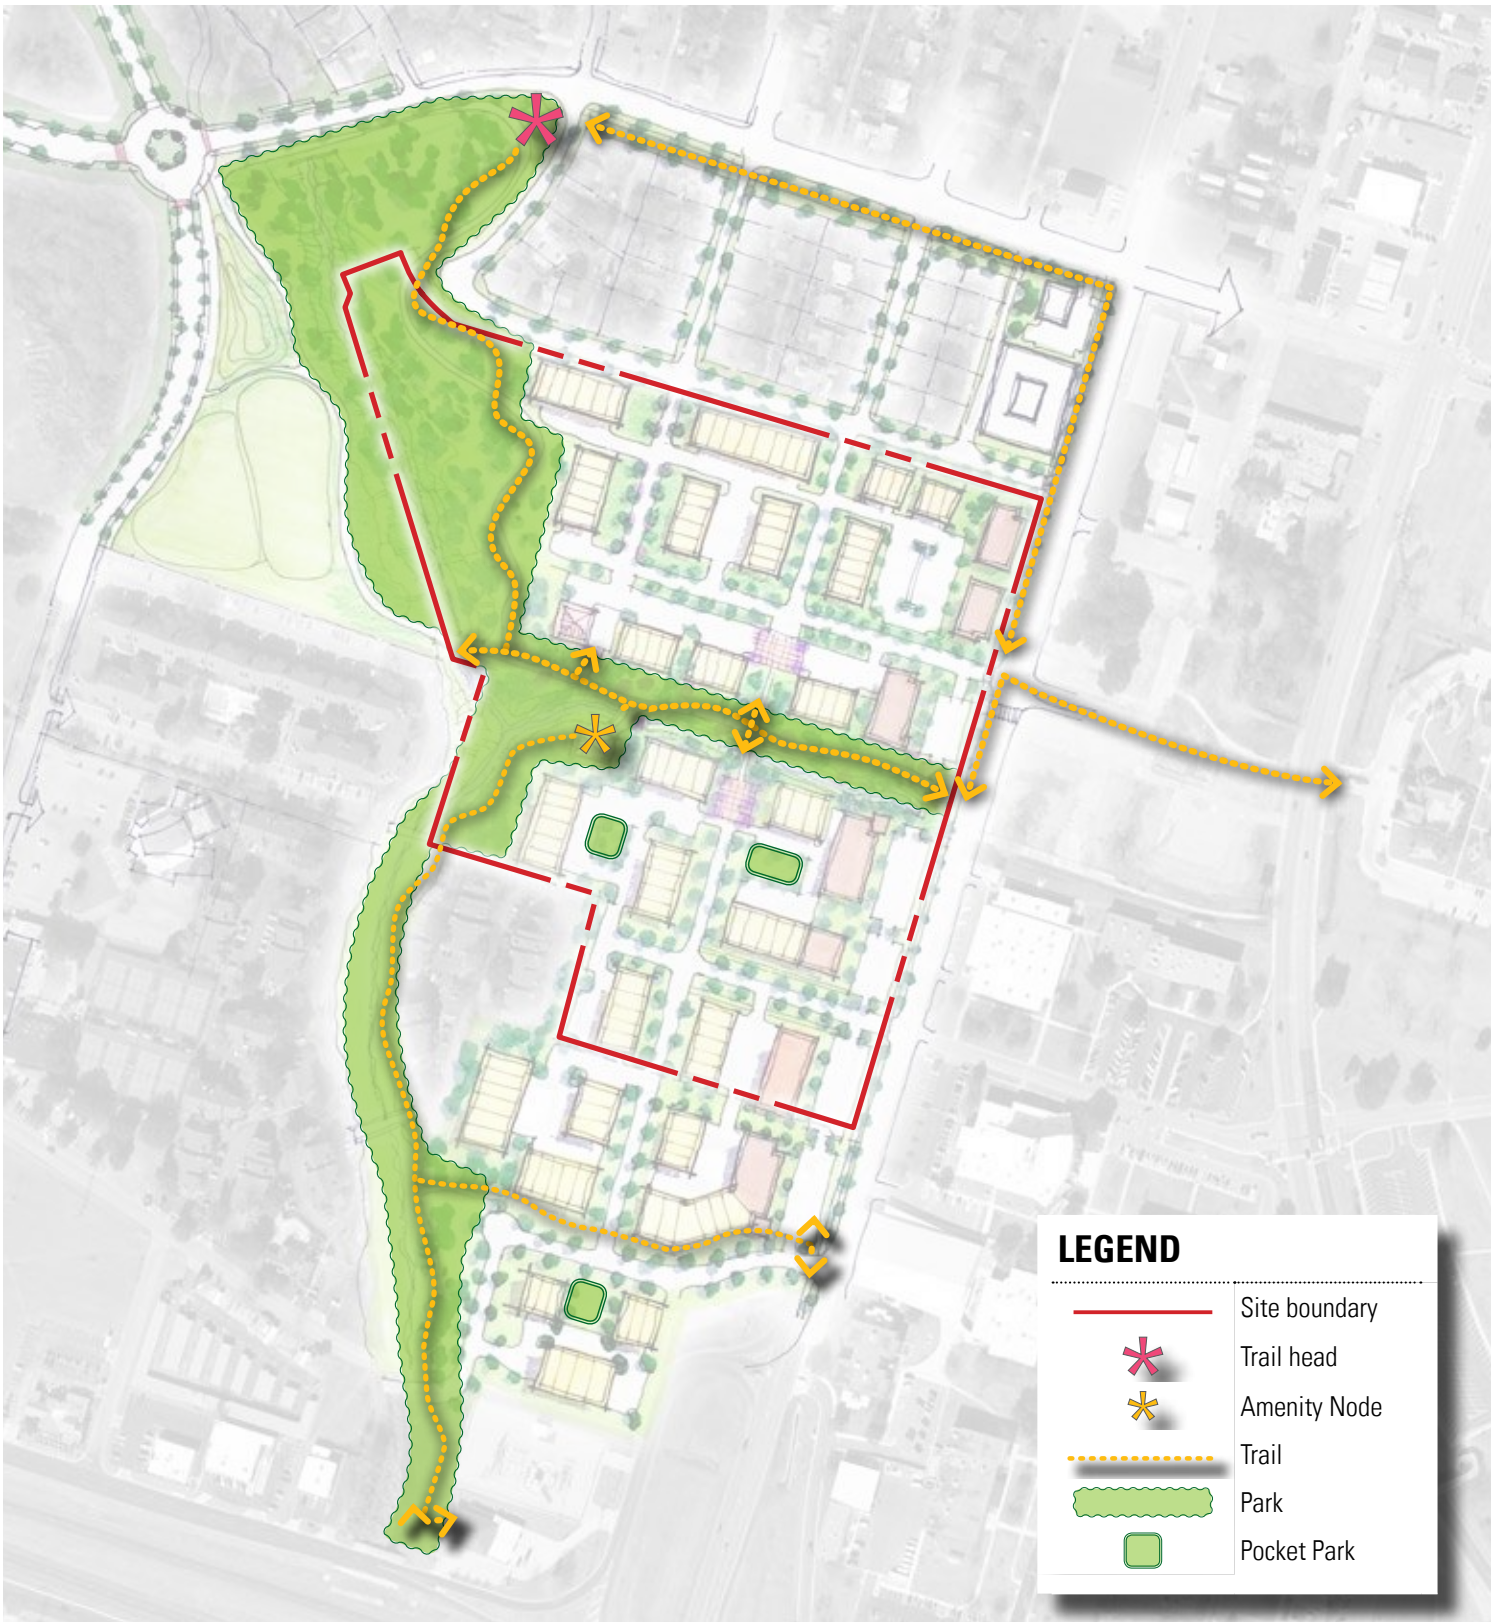 LEGEND
Site boundary
Trail head
Amenity Node
Trail
Park
Pocket Park